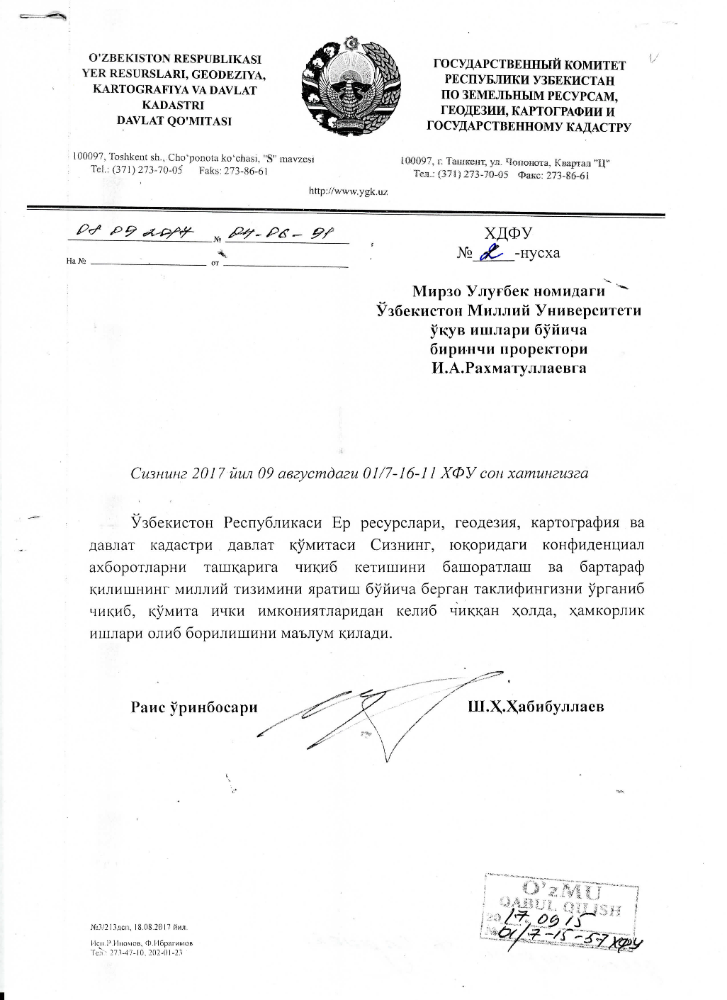 O'ZBEKISTON RESPUBLIKASI
YER RESURSLARI, GEODEZIYA,
KARTOGRAFIYA VA DAVLAT
KADASTRI
DAVLAT QO'MITASI
ГОСУДАРСТВЕННЫЙ КОМИТЕТ
РЕСПУБЛИКИ УЗБЕКИСТАН
ПО ЗЕМЕЛЬНЫМ РЕСУРСАМ,
ГЕОДЕЗИИ, КАРТОГРАФИИ И
ГОСУДАРСТВЕННОМУ КАДАСТРУ
100097, Toshkent sh., Cho‘ponota ko‘chasi, "S" mavzesi
Tel.: (371) 273-70-05 Faks: 273-86-61
100097, г. Ташкент, ул. Чопонота, Квартал "Ц"
Тел.: (371) 273-70-05 Факс: 273-86-61
http://www.ygk.uz
09 2017 № 04-06-91
На № от
ХДФУ
№ 2 -нусха
Мирзо Улуғбек номидаги
Ўзбекистон Миллий Университети
ўқув ишлари бўйича
биринчи проректори
И.А.Рахматуллаевга
Сизнинг 2017 йил 09 августдаги 01/7-16-11 ХФУ сон хатингизга
Ўзбекистон Республикаси Ер ресурслари, геодезия, картография ва
давлат кадастри давлат қўмитаси Сизнинг, юқоридаги конфиденциал
ахборотларни ташқарига чиқиб кетишини башоратлаш ва бартараф
қилишнинг миллий тизимини яратиш бўйича берган таклифингизни ўрганиб
чиқиб, қўмита ички имкониятларидан келиб чиққан ҳолда, ҳамкорлик
ишлари олиб борилишини маълум қилади.
Раис ўринбосари Ш.Ҳ.Ҳабибуллаев
O'zMU
QABUL QILISH
2017 09 15
№ 01/7-15-57 ХФУ
№3/213дсп, 18.08.2017 йил.
Исп.Р.Иномов, Ф.Ибрагимов
Тел.: 273-47-10, 202-01-23